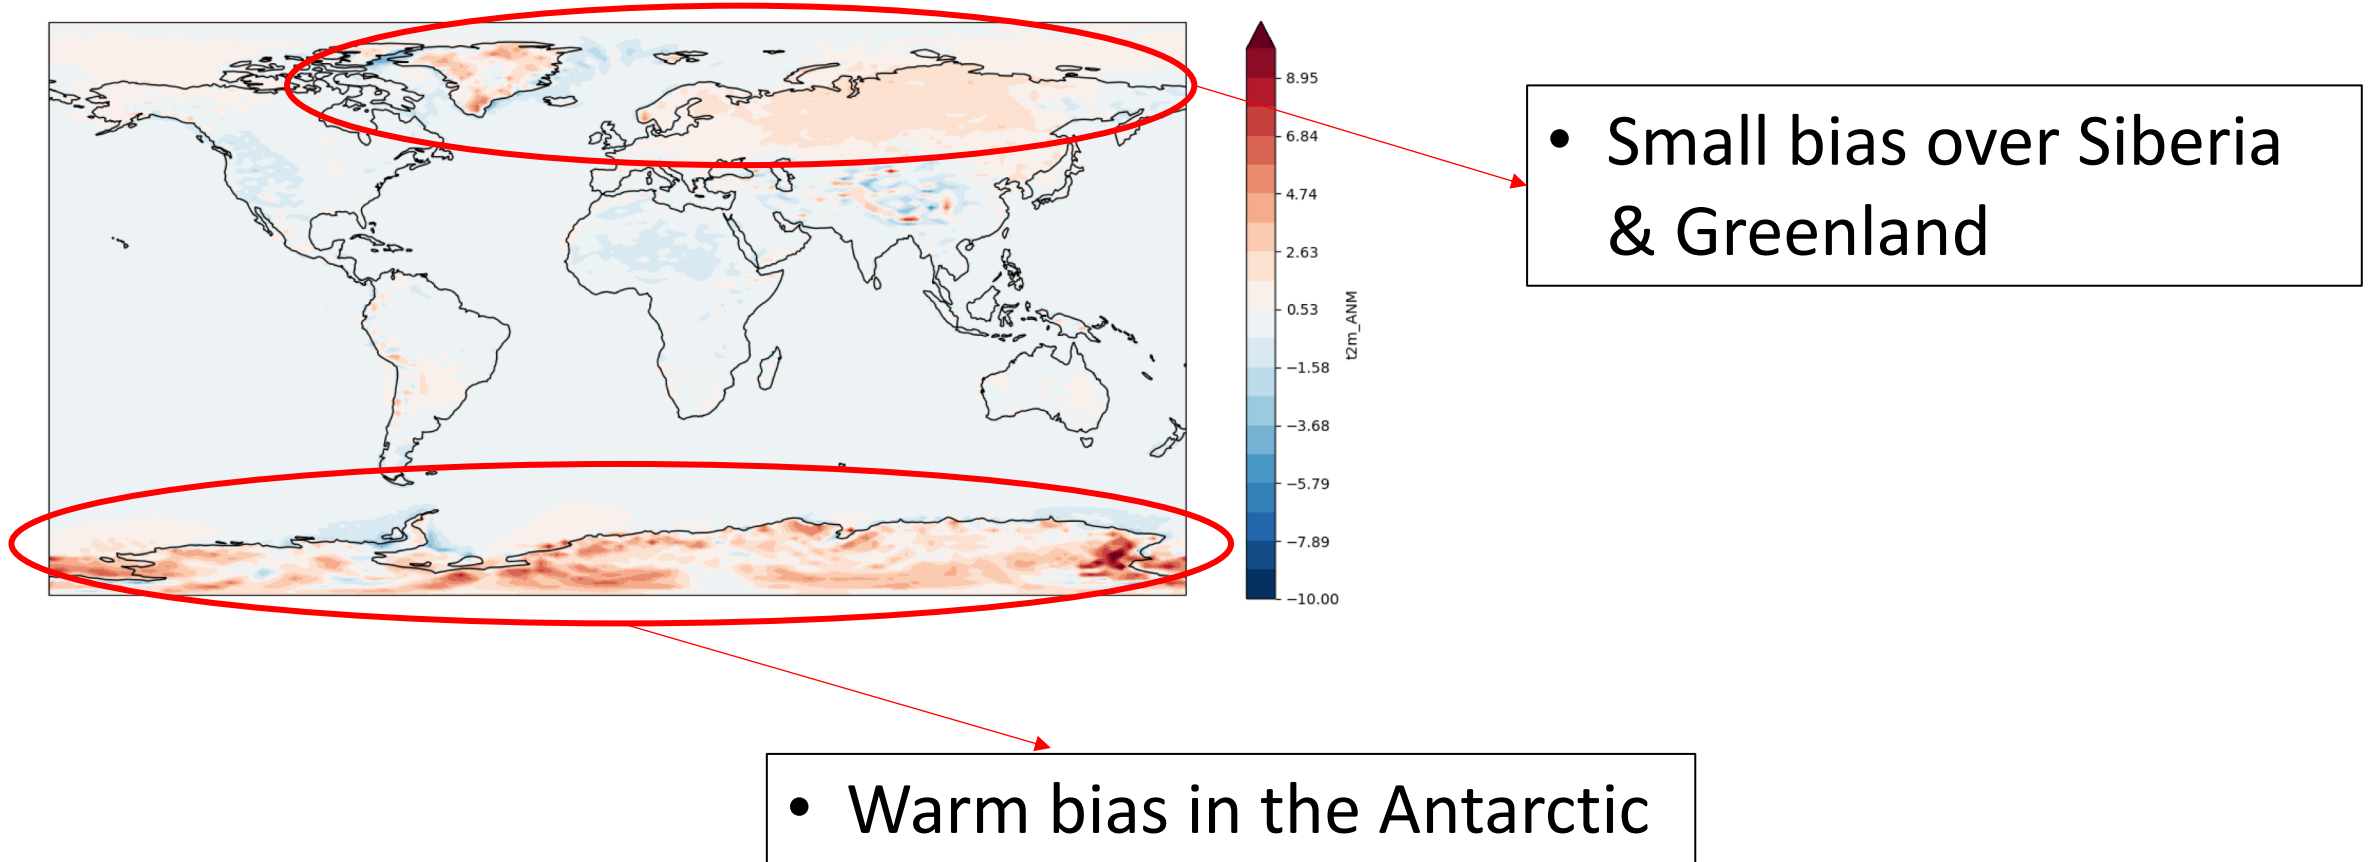 8.95
6.84
4.74
2.63
0.53
−1.58
−3.68
−5.79
−7.89
−10.00
t2m_ANM
• Small bias over Siberia
& Greenland
• Warm bias in the Antarctic